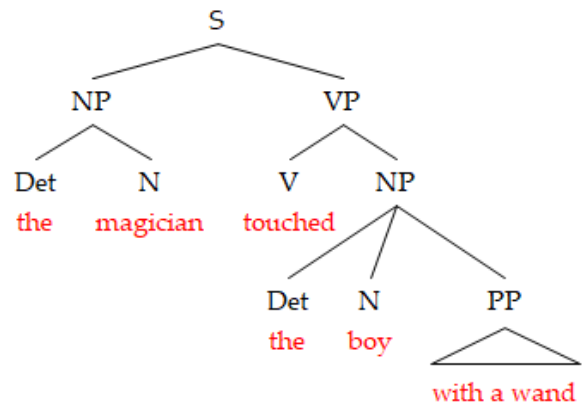 S
NP VP
Det N V NP
the magician touched
Det N PP
the boy
with a wand